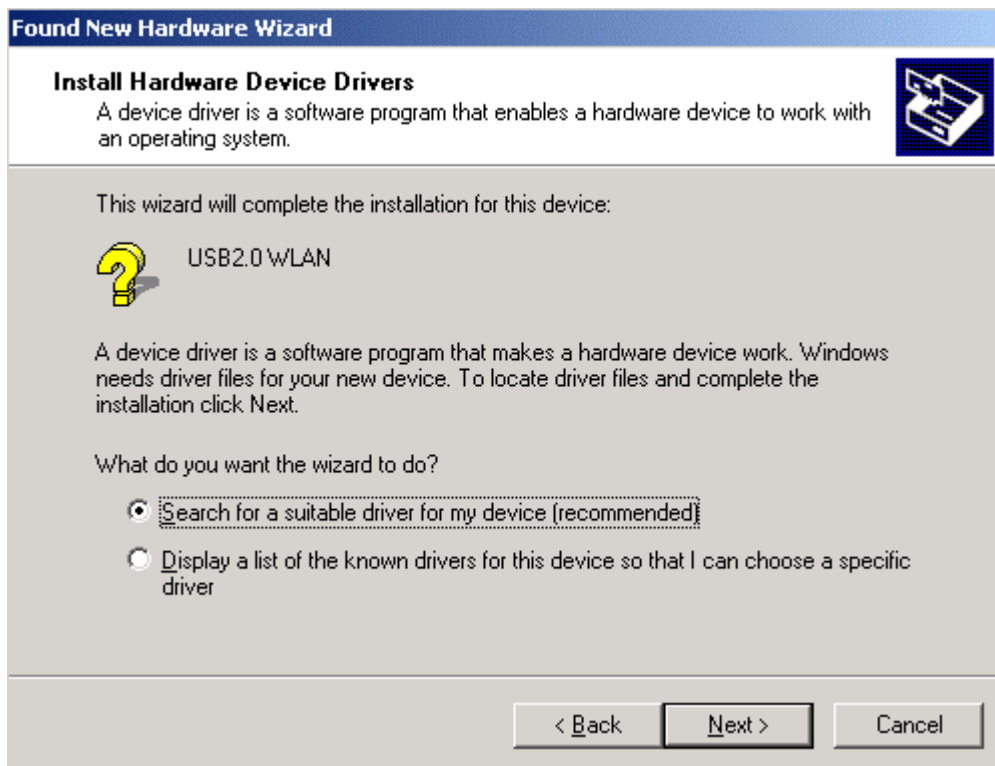 Found New Hardware Wizard
Install Hardware Device Drivers
A device driver is a software program that enables a hardware device to work with
an operating system.
This wizard will complete the installation for this device:
USB2.0 WLAN
A device driver is a software program that makes a hardware device work. Windows
needs driver files for your new device. To locate driver files and complete the
installation click Next.
What do you want the wizard to do?
Search for a suitable driver for my device (recommended)
Display a list of the known drivers for this device so that I can choose a specific
driver
< Back Next > Cancel